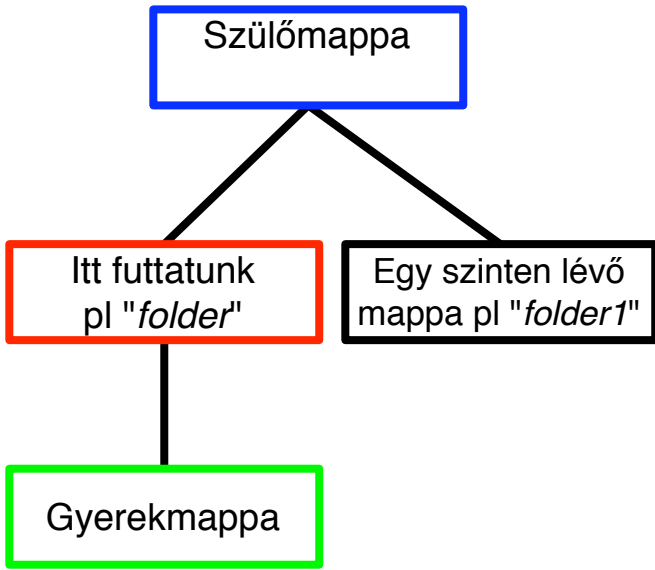 Szülőmappa
Itt futtatunk
pl "folder"
Egy szinten lévő
mappa pl "folder1"
Gyerekmappa